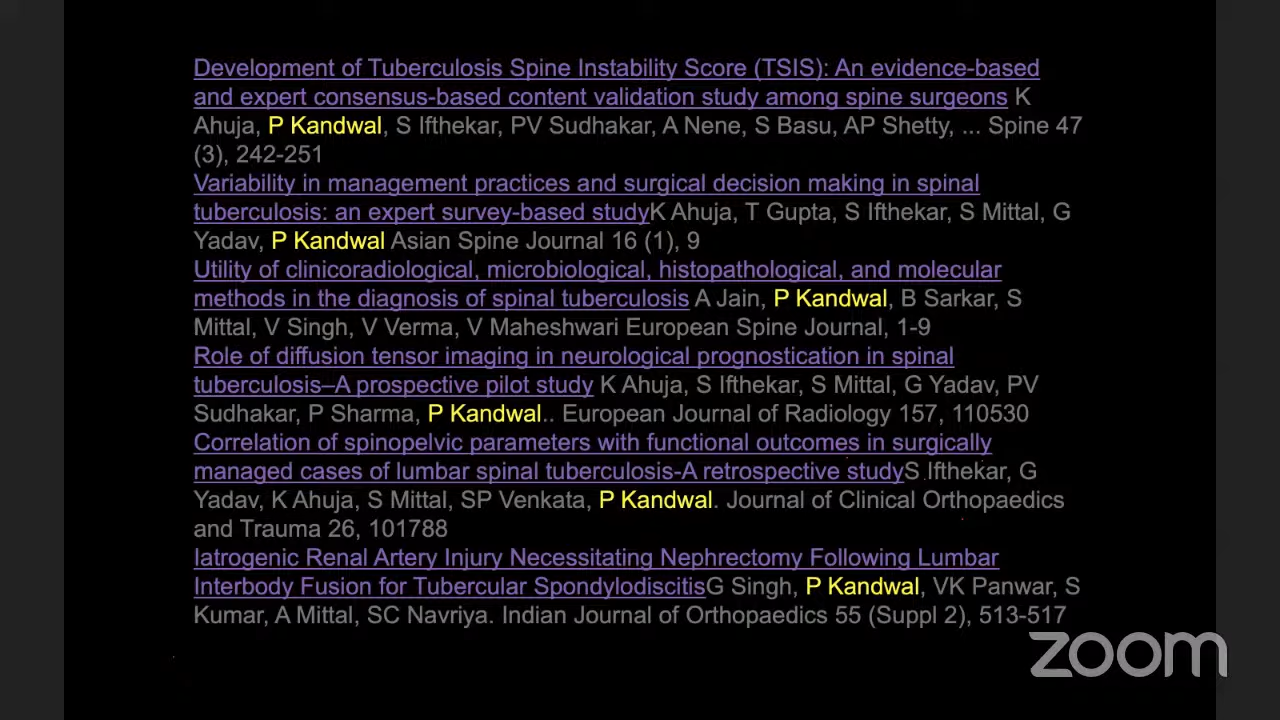 Development of Tuberculosis Spine Instability Score (TSIS): An evidence-based
and expert consensus-based content validation study among spine surgeons K
Ahuja, P Kandwal, S Ifthekar, PV Sudhakar, A Nene, S Basu, AP Shetty, ... Spine 47
(3), 242-251
Variability in management practices and surgical decision making in spinal
tuberculosis: an expert survey-based studyK Ahuja, T Gupta, S Ifthekar, S Mittal, G
Yadav, P Kandwal Asian Spine Journal 16 (1), 9
Utility of clinicoradiological, microbiological, histopathological, and molecular
methods in the diagnosis of spinal tuberculosis A Jain, P Kandwal, B Sarkar, S
Mittal, V Singh, V Verma, V Maheshwari European Spine Journal, 1-9
Role of diffusion tensor imaging in neurological prognostication in spinal
tuberculosis–A prospective pilot study K Ahuja, S Ifthekar, S Mittal, G Yadav, PV
Sudhakar, P Sharma, P Kandwal.. European Journal of Radiology 157, 110530
Correlation of spinopelvic parameters with functional outcomes in surgically
managed cases of lumbar spinal tuberculosis-A retrospective studyS Ifthekar, G
Yadav, K Ahuja, S Mittal, SP Venkata, P Kandwal. Journal of Clinical Orthopaedics
and Trauma 26, 101788
Iatrogenic Renal Artery Injury Necessitating Nephrectomy Following Lumbar
Interbody Fusion for Tubercular SpondylodiscitisG Singh, P Kandwal, VK Panwar, S
Kumar, A Mittal, SC Navriya. Indian Journal of Orthopaedics 55 (Suppl 2), 513-517
zoom